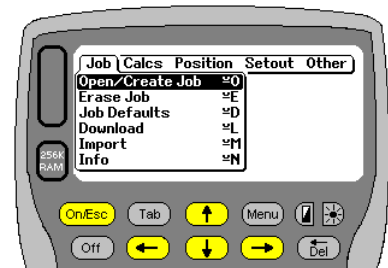 Job Calcs Position Setout Other
Open/Create Job ⌥O
Erase Job ⌥E
Job Defaults ⌥D
Download ⌥L
Import ⌥M
Info ⌥N
256K
RAM
On/Esc Tab Menu
Off Del